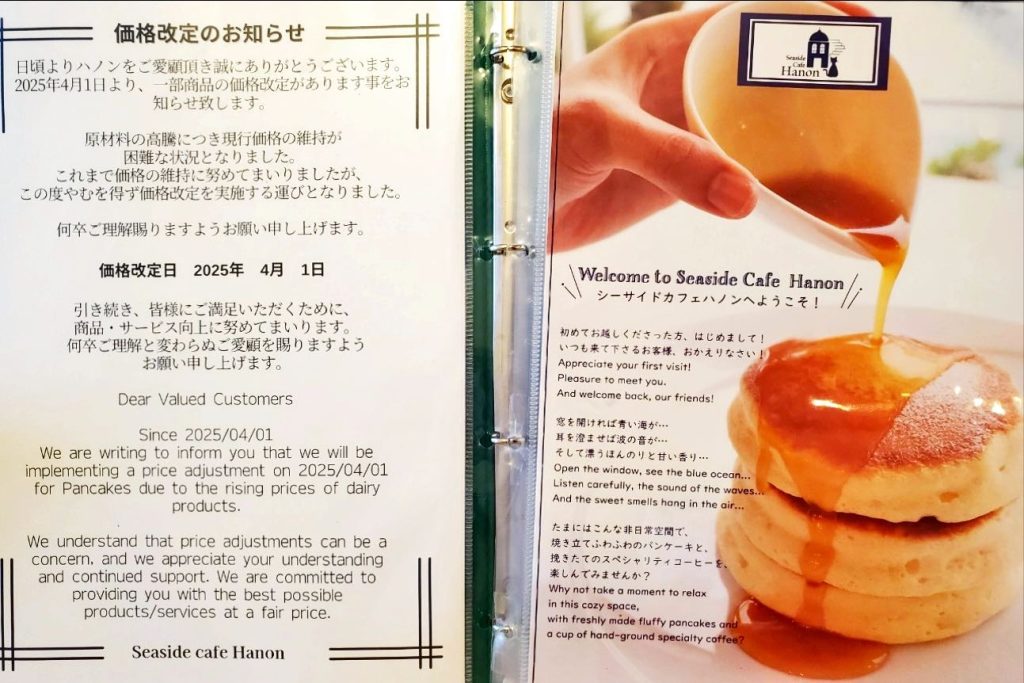 価格改定のお知らせ
日頃よりハノンをご愛顧頂き誠にありがとうございます。
2025年4月1日より、一部商品の価格改定があります事をお
知らせ致します。
原材料の高騰につき現行価格の維持が
困難な状況となりました。
これまで価格の維持に努めてまいりましたが、
この度やむを得ず価格改定を実施する運びとなりました。
何卒ご理解賜りますようお願い申し上げます。
価格改定日　2025年　4月　1日
引き続き、皆様にご満足いただくために、
商品・サービス向上に努めてまいります。
何卒ご理解と変わらぬご愛顧を賜りますよう
お願い申し上げます。
Dear Valued Customers
Since 2025/04/01
We are writing to inform you that we will be
implementing a price adjustment on 2025/04/01
for Pancakes due to the rising prices of dairy
products.
We understand that price adjustments can be a
concern, and we appreciate your understanding
and continued support. We are committed to
providing you with the best possible
products/services at a fair price.
Seaside cafe Hanon
Seaside
Cafe
Hanon
Welcome to Seaside Cafe Hanon
シーサイドカフェハノンへようこそ！
初めてお越しくださった方、はじめまして！
いつも来て下さるお客様、おかえりなさい！
Appreciate your first visit!
Pleasure to meet you.
And welcome back, our friends!
窓を開ければ青い海が…
耳を澄ませば波の音が…
そして漂うほんのりと甘い香り…
Open the window, see the blue ocean...
Listen carefully, the sound of the waves...
And the sweet smells hang in the air...
たまにはこんな非日常空間で、
焼き立てふわふわのパンケーキと、
挽きたてのスペシャリティコーヒーを、
楽しんでみませんか？
Why not take a moment to relax
in this cozy space,
with freshly made fluffy pancakes and
a cup of hand-ground specialty coffee?